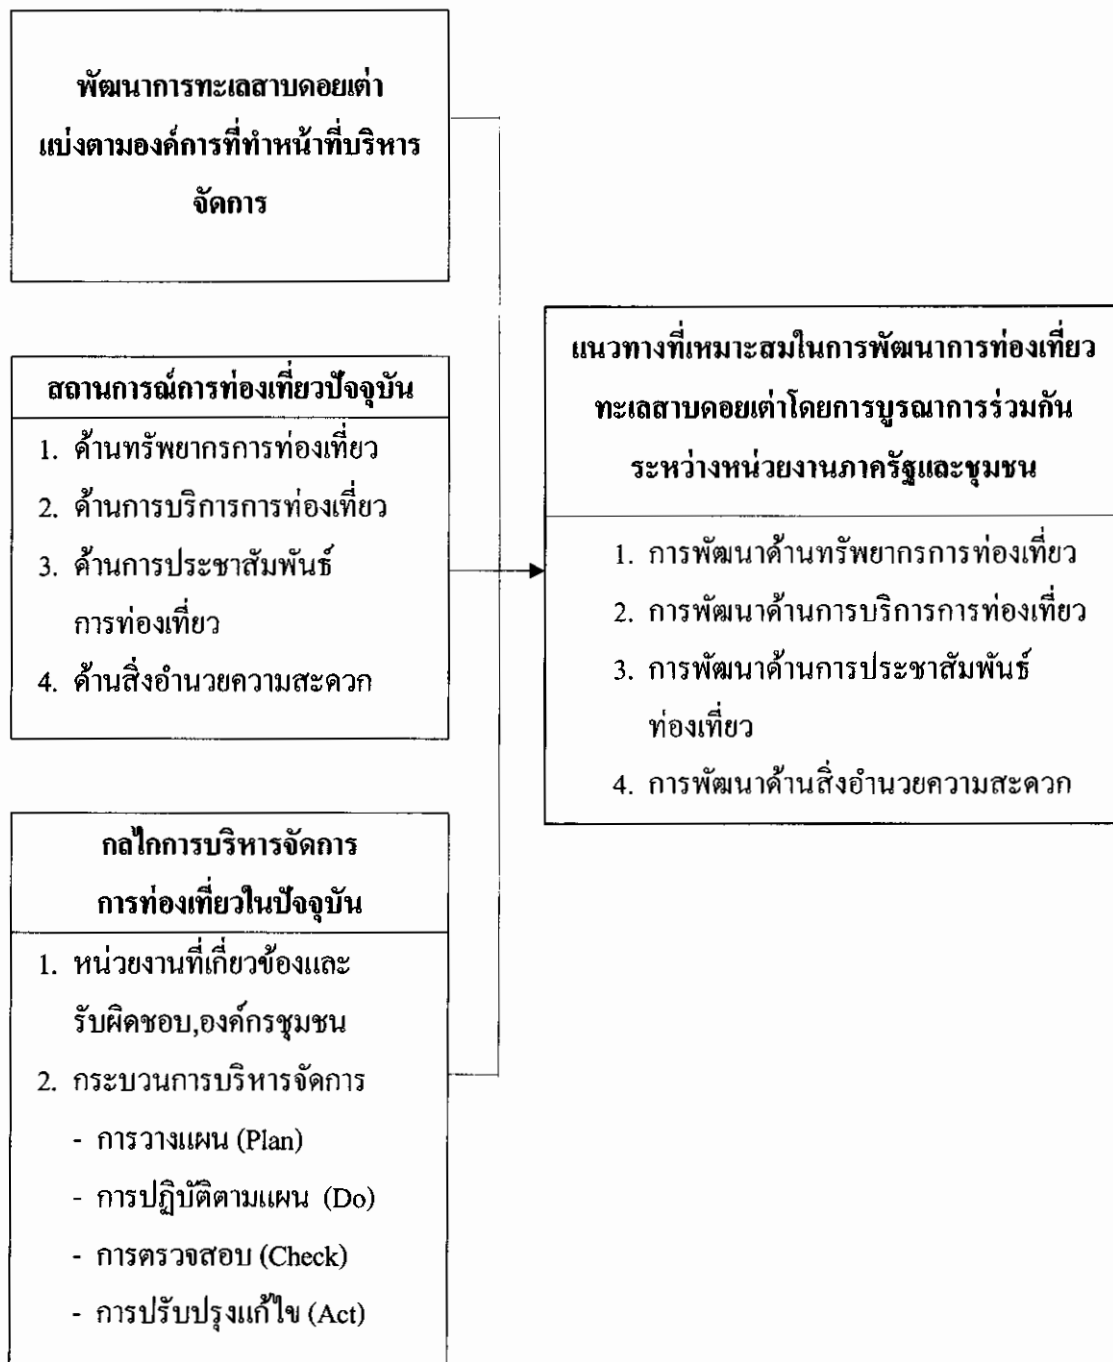 พัฒนาการทะเลสาบดอยเต่า
แบ่งตามองค์การที่ทำหน้าที่บริหาร
จัดการ
สถานการณ์การท่องเที่ยวปัจจุบัน
1. ด้านทรัพยากรการท่องเที่ยว
2. ด้านการบริการการท่องเที่ยว
3. ด้านการประชาสัมพันธ์
การท่องเที่ยว
4. ด้านสิ่งอำนวยความสะดวก
กลไกการบริหารจัดการ
การท่องเที่ยวในปัจจุบัน
1. หน่วยงานที่เกี่ยวข้องและ
รับผิดชอบ,องค์กรชุมชน
2. กระบวนการบริหารจัดการ
- การวางแผน (Plan)
- การปฏิบัติตามแผน (Do)
- การตรวจสอบ (Check)
- การปรับปรุงแก้ไข (Act)
แนวทางที่เหมาะสมในการพัฒนาการท่องเที่ยว
ทะเลสาบดอยเต่าโดยการบูรณาการร่วมกัน
ระหว่างหน่วยงานภาครัฐและชุมชน
1. การพัฒนาด้านทรัพยากรการท่องเที่ยว
2. การพัฒนาด้านการบริการการท่องเที่ยว
3. การพัฒนาด้านการประชาสัมพันธ์
ท่องเที่ยว
4. การพัฒนาด้านสิ่งอำนวยความสะดวก